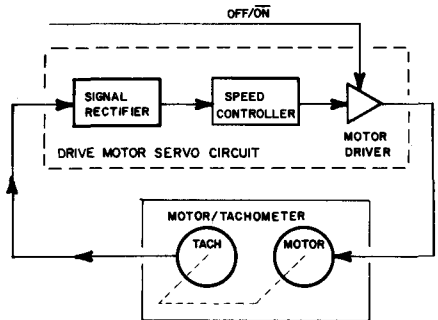 OFF/ON
SIGNAL
RECTIFIER
SPEED
CONTROLLER
MOTOR
DRIVER
DRIVE MOTOR SERVO CIRCUIT
MOTOR/TACHOMETER
TACH
MOTOR